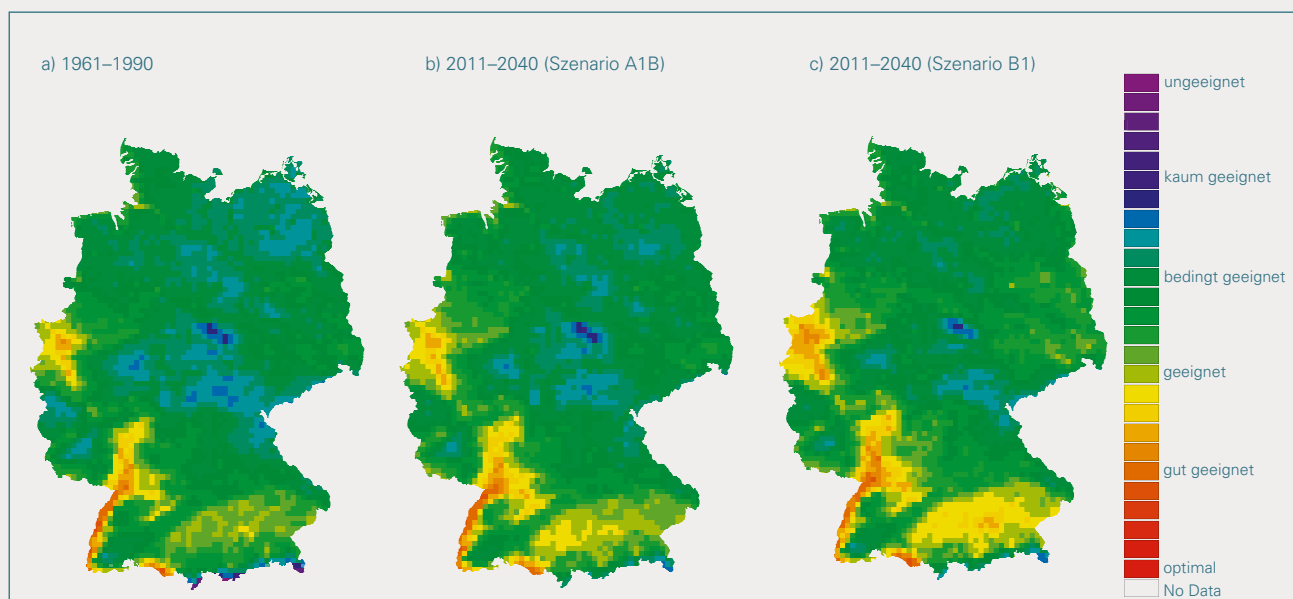 a) 1961–1990
b) 2011–2040 (Szenario A1B)
c) 2011–2040 (Szenario B1)
ungeeignet
kaum geeignet
bedingt geeignet
geeignet
gut geeignet
optimal
No Data